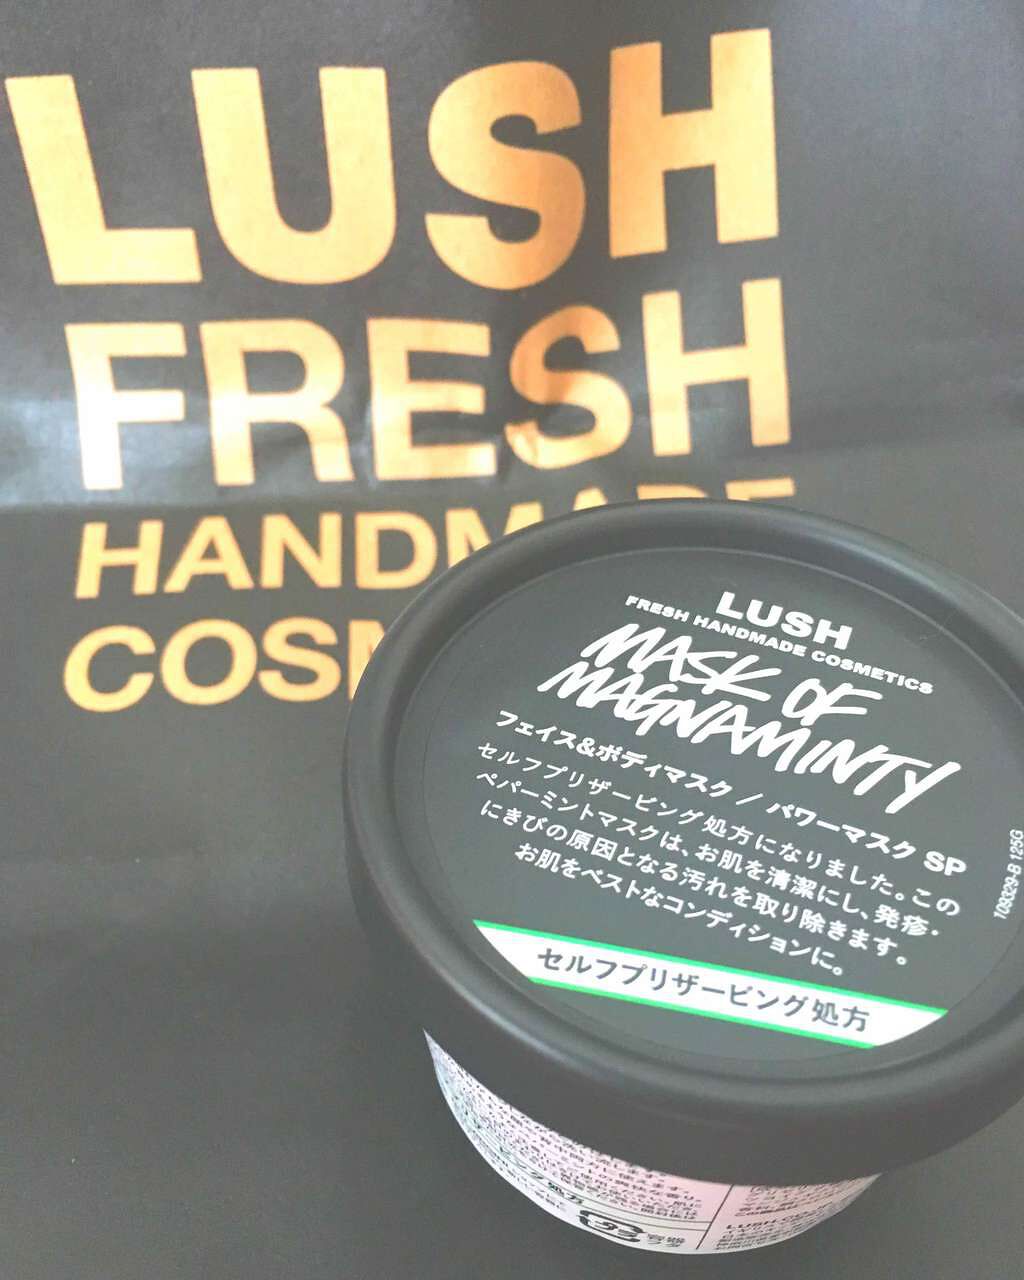 LUSH
FRESH
HANDMADE
COSM
LUSH
FRESH HANDMADE COSMETICS
MASK OF
MAGNAMINTY
フェイス&ボディマスク / パワーマスク SP
セルフプリザービング処方になりました。この
ペパーミントマスクは、お肌を清潔にし、発疹・
にきびの原因となる汚れを取り除きます。
お肌をベストなコンディションに。
セルフプリザービング処方
109329-B 125G